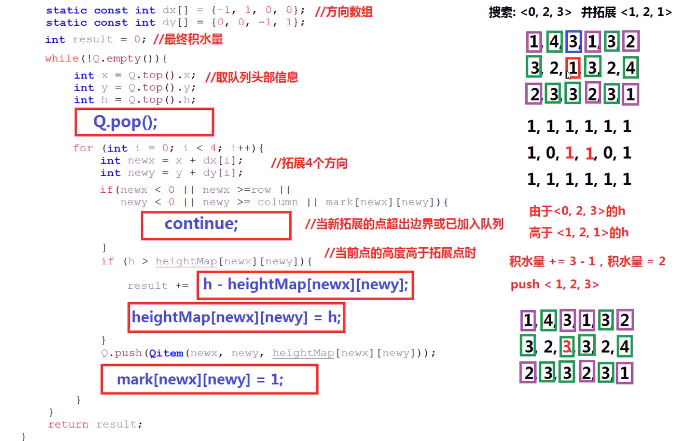 static const int dx[] = {-1, 1, 0, 0}; //方向数组
static const int dy[] = {0, 0, -1, 1};
int result = 0; //最终积水量
while(!Q.empty()){
int x = Q.top().x; //取队列头部信息
int y = Q.top().y;
int h = Q.top().h;
Q.pop();
for (int i = 0; i < 4; i++){
int newx = x + dx[i]; //拓展4个方向
int newy = y + dy[i];
if(newx < 0 || newx >=row ||
newy < 0 || newy >= column || mark[newx][newy]){
continue; //当新拓展的点超出边界或已加入队列
}
//当前点的高度高于拓展点时
if (h > heightMap[newx][newy]){
result += h - heightMap[newx][newy];
heightMap[newx][newy] = h;
}
Q.push(Qitem(newx, newy, heightMap[newx][newy]));
mark[newx][newy] = 1;
}
}
return result;
}
搜索: <0, 2, 3> 并拓展 <1, 2, 1>
1, 4, 3, 1, 3, 2
3, 2, 1, 3, 2, 4
2, 3, 3, 2, 3, 1
1, 1, 1, 1, 1, 1
1, 0, 1, 1, 0, 1
1, 1, 1, 1, 1, 1
由于<0, 2, 3>的h
高于 <1, 2, 1>的h
积水量 += 3 - 1 , 积水量 = 2
push < 1, 2, 3>
1, 4, 3, 1, 3, 2
3, 2, 3, 3, 2, 4
2, 3, 3, 2, 3, 1